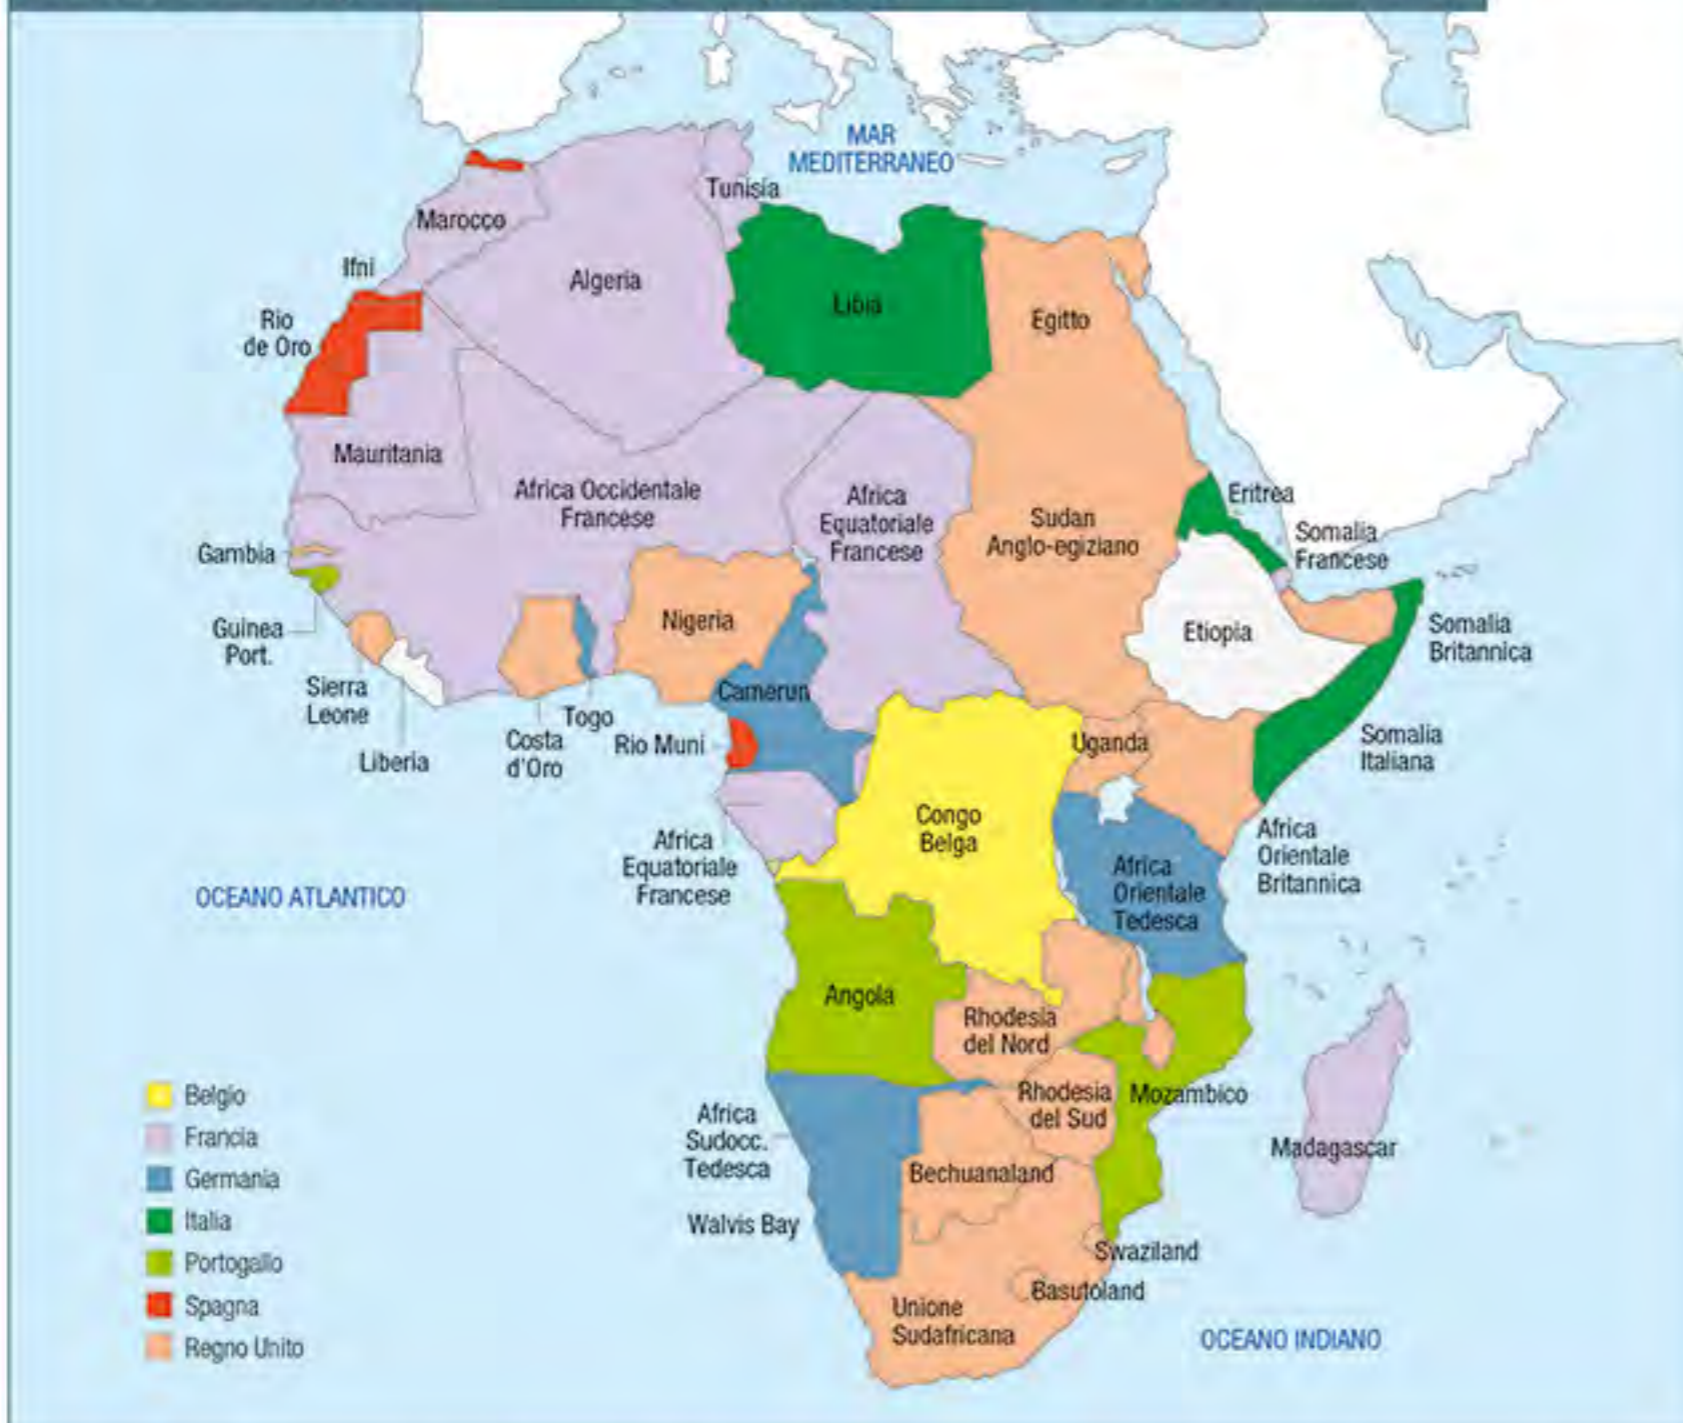 MAR
MEDITERRANEO
Tunisia
Marocco
Ifni
Algeria
Libia
Egitto
Rio
de Oro
Mauritania
Africa Occidentale
Francese
Africa
Equatoriale
Francese
Sudan
Anglo-egiziano
Eritrea
Somalia
Francese
Gambia
Guinea
Port.
Nigeria
Etiopia
Somalia
Britannica
Sierra
Leone
Camerun
Togo
Rio Muni
Costa
d'Oro
Liberia
Uganda
Somalia
Italiana
Congo
Belga
Africa
Equatoriale
Francese
Africa
Orientale
Britannica
Africa
Orientale
Tedesca
OCEANO ATLANTICO
Angola
Rhodesia
del Nord
Rhodesia
del Sud
Mozambico
Madagascar
Africa
Sudocc.
Tedesca
Bechuanaland
Walvis Bay
Swaziland
Basutoland
Unione
Sudafricana
OCEANO INDIANO
Belgio
Francia
Germania
Italia
Portogallo
Spagna
Regno Unito